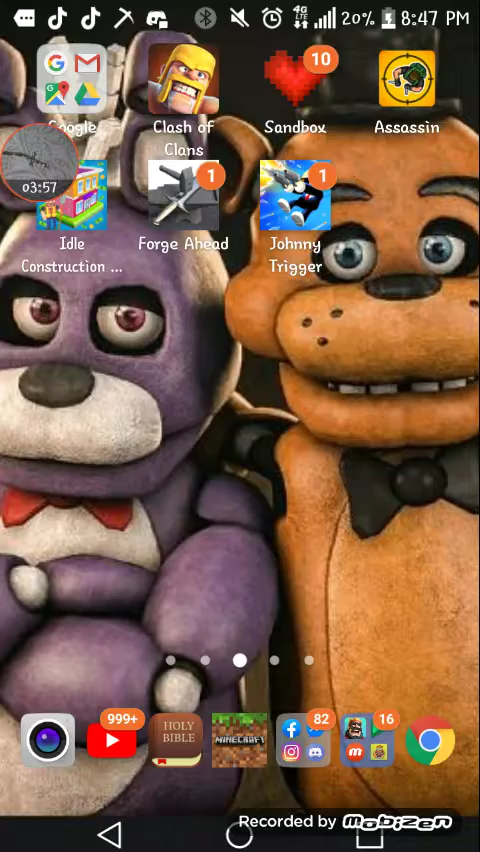 4G
20%
8:47 PM
10
Google
Clash of
Clans
Sandbox
Assassin
03:57
1
1
Idle
Construction ...
Forge Ahead
Johnny
Trigger
999+
HOLY
BIBLE
MINECRAFT
82
16
Recorded by Mobizen